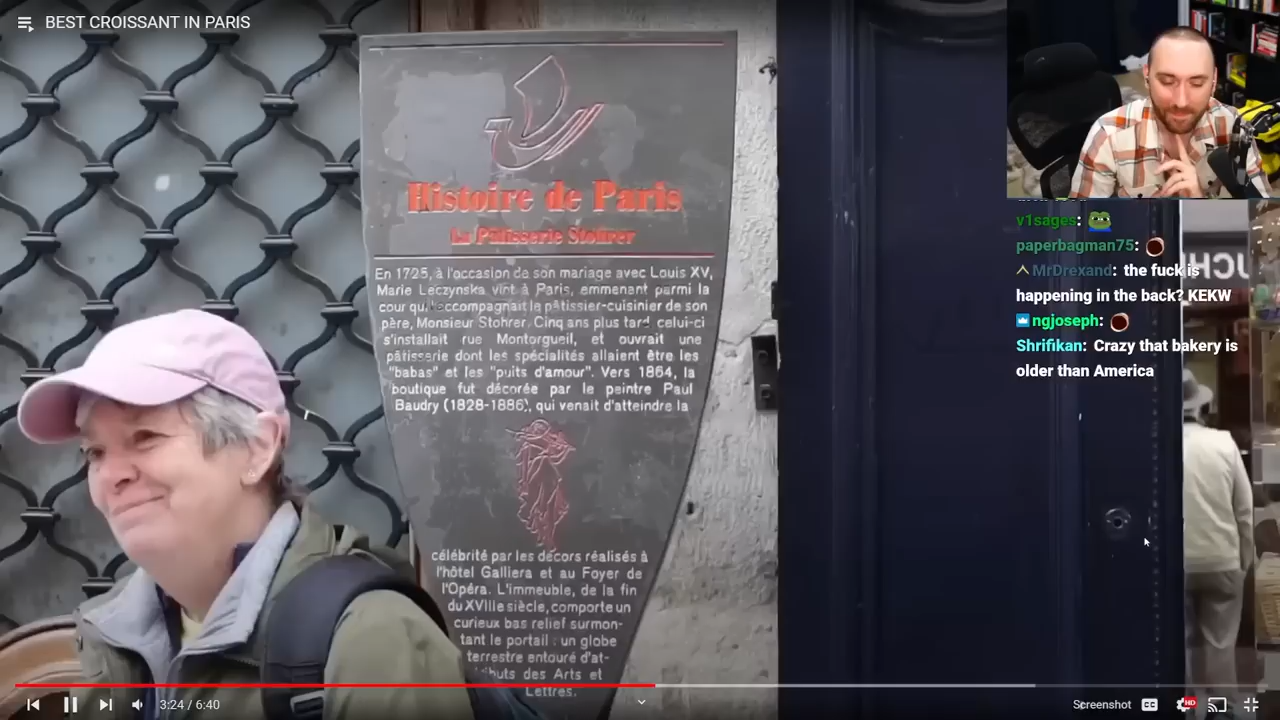 BEST CROISSANT IN PARIS
Histoire de Paris
La Pâtisserie Stohrer
En 1725, à l'occasion de son mariage avec Louis XV,
Marie Leczynska vint à Paris, emmenant parmi la
cour qui l'accompagnait le pâtissier-cuisinier de son
père, Monsieur Stohrer. Cinq ans plus tard, celui-ci
s'installait rue Montorgueil, et ouvrait une
pâtisserie dont les spécialités allaient être les
"babas" et les "puits d'amour". Vers 1864, la
boutique fut décorée par le peintre Paul
Baudry (1828-1886), qui venait d'atteindre la
célébrité par les décors réalisés à
l'hôtel Galliera et au Foyer de
l'Opéra. L'immeuble, de la fin
du XVIIIe siècle, comporte un
curieux bas relief surmon-
tant le portail : un globe
terrestre entouré d'at-
tributs des Arts et
Lettres.
v1sages:
paperbagman75:
MrDrexand: the fuck is
happening in the back? KEKW
ngjoseph:
Shrifikan: Crazy that bakery is
older than America
3:24 / 6:40
Screenshot
CC
HD